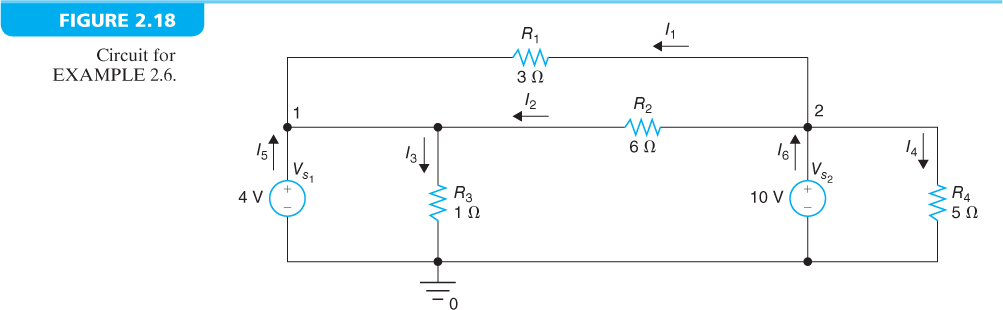 FIGURE 2.18
Circuit for
EXAMPLE 2.6.
R1
3 Ω
I1
I2
R2
6 Ω
1
2
I5
Vs1
+
4 V
−
I3
R3
1 Ω
I6
Vs2
+
10 V
−
I4
R4
5 Ω
0